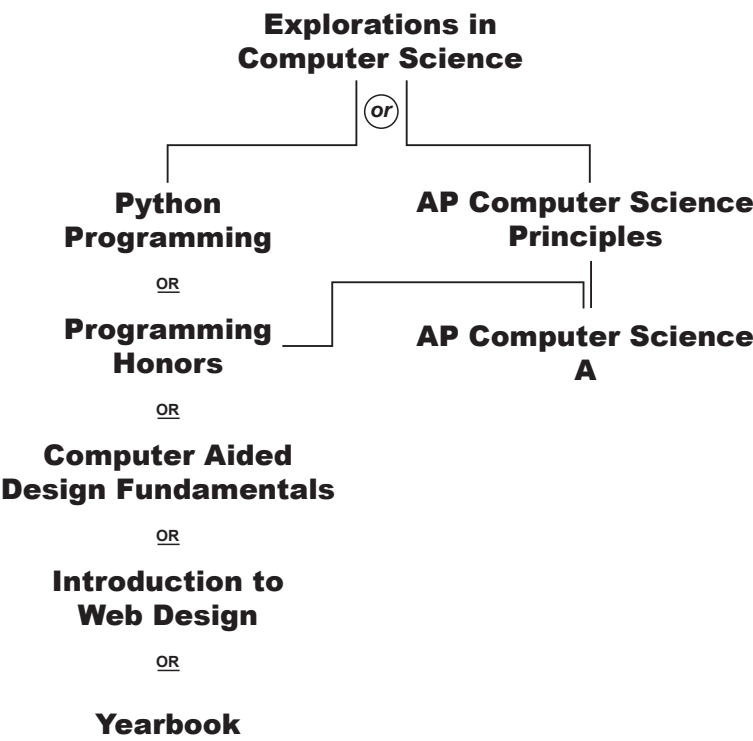 Explorations in
Computer Science
or
Python
Programming
OR
Programming
Honors
OR
Computer Aided
Design Fundamentals
OR
Introduction to
Web Design
OR
Yearbook
AP Computer Science
Principles
AP Computer Science
A